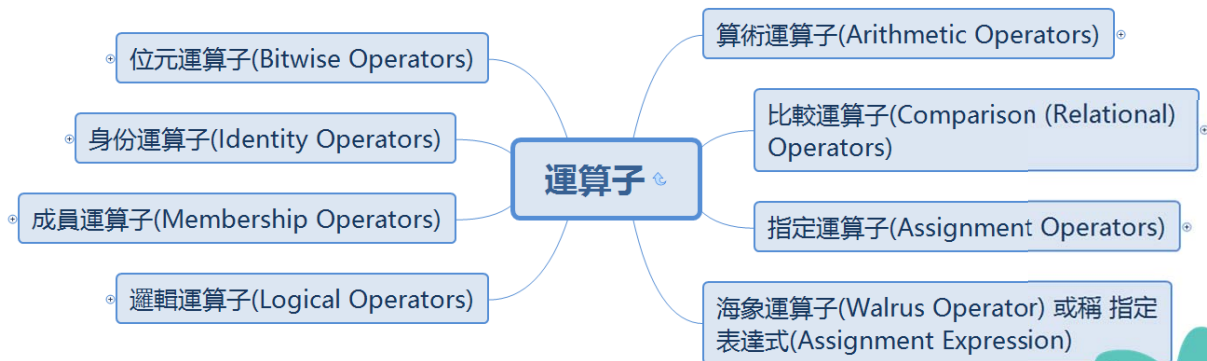 運算子
算術運算子(Arithmetic Operators)
比較運算子(Comparison (Relational)
Operators)
指定運算子(Assignment Operators)
海象運算子(Walrus Operator) 或稱 指定
表達式(Assignment Expression)
位元運算子(Bitwise Operators)
身份運算子(Identity Operators)
成員運算子(Membership Operators)
邏輯運算子(Logical Operators)